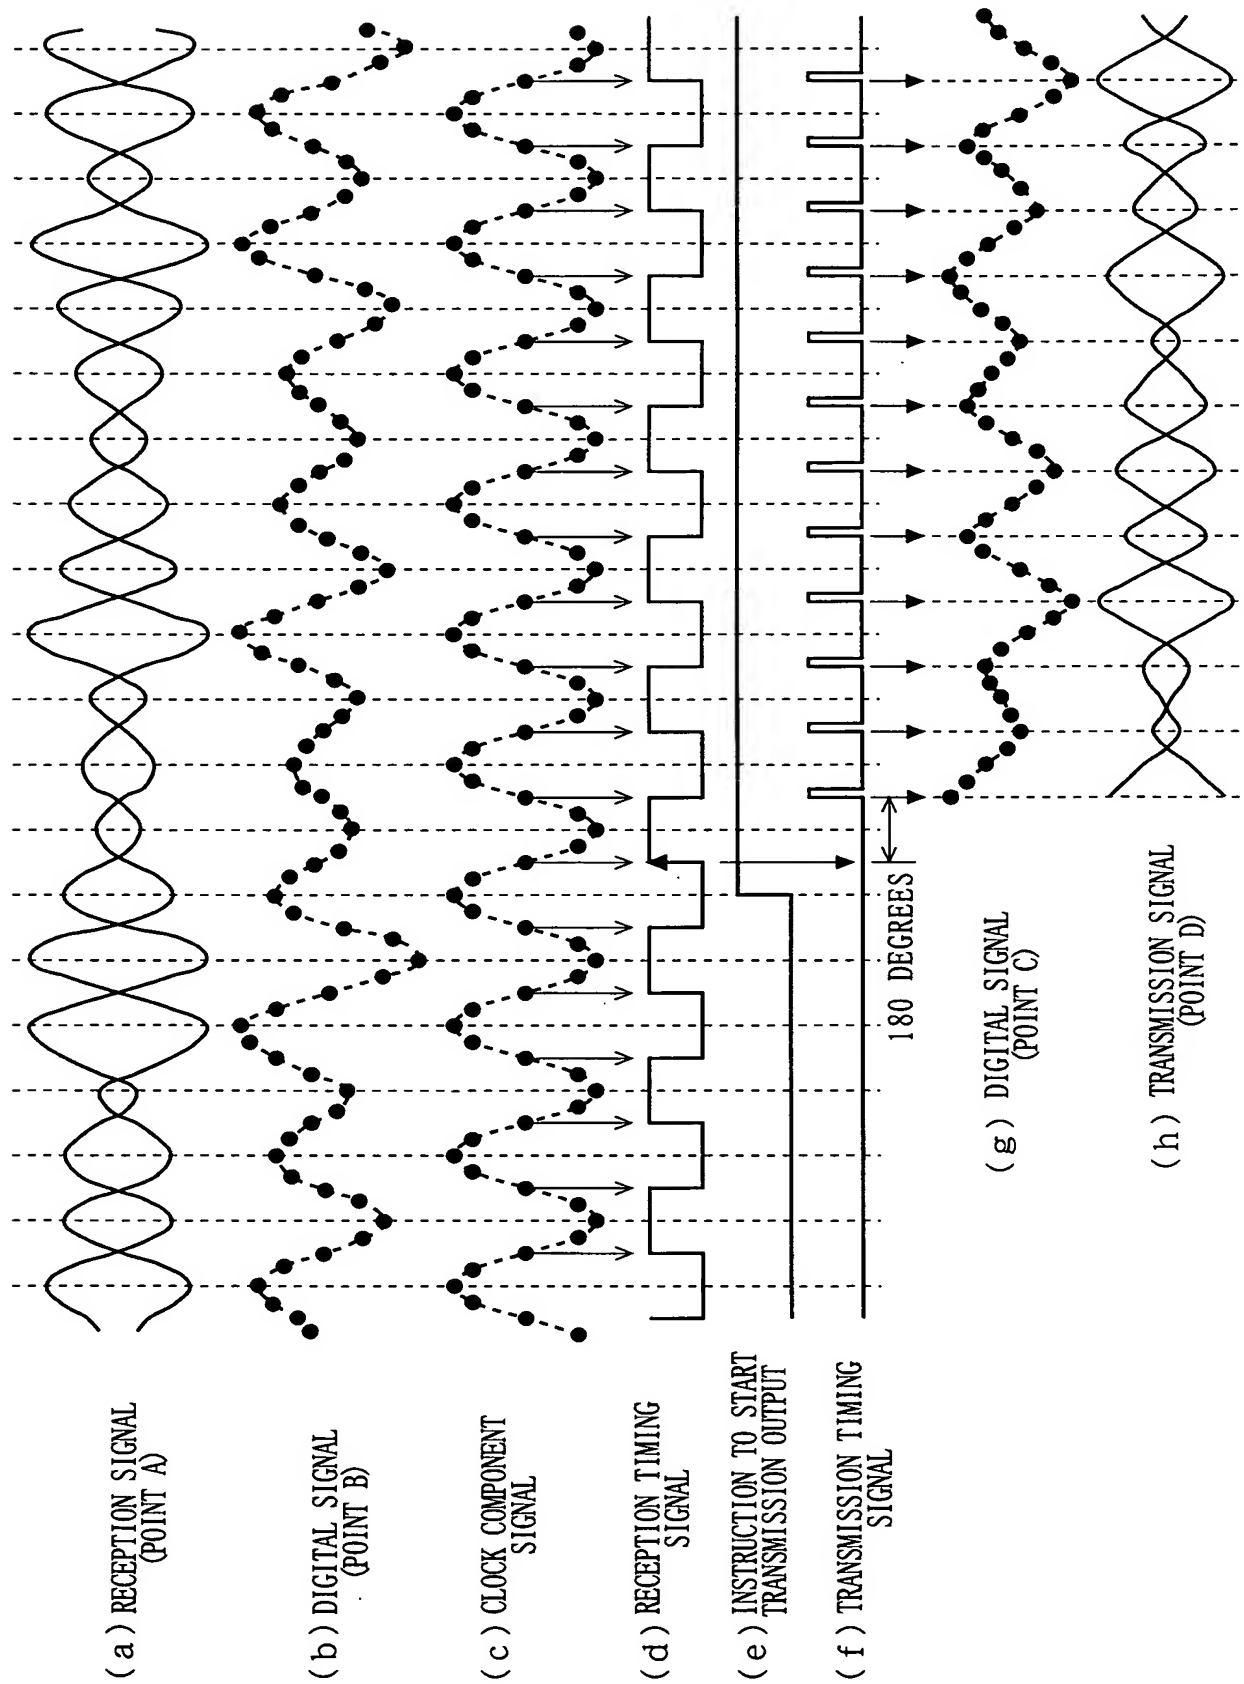 (a) RECEPTION SIGNAL
(POINT A)
(b) DIGITAL SIGNAL
(POINT B)
(c) CLOCK COMPONENT
SIGNAL
(d) RECEPTION TIMING
SIGNAL
(e) INSTRUCTION TO START
TRANSMISSION OUTPUT
(f) TRANSMISSION TIMING
SIGNAL
180 DEGREES
(g) DIGITAL SIGNAL
(POINT C)
(h) TRANSMISSION SIGNAL
(POINT D)